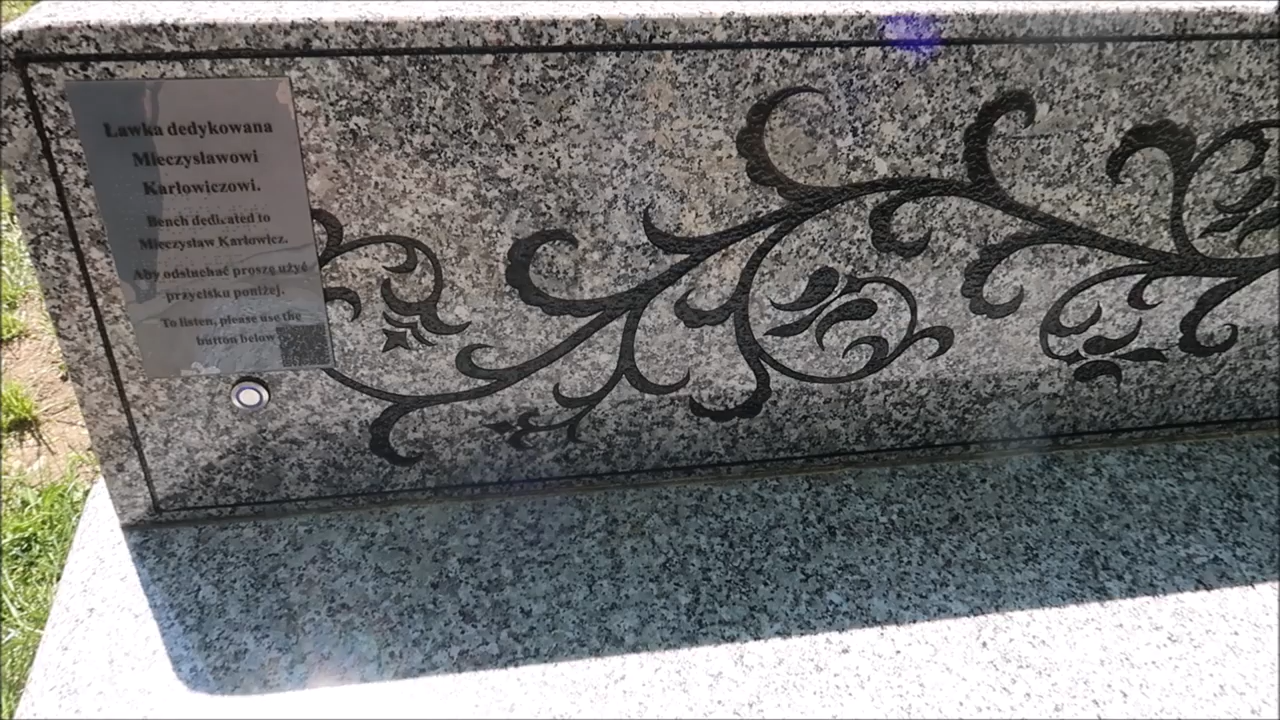 Ławka dedykowana
Mieczysławowi
Karłowiczowi.
Bench dedicated to
Mieczysław Karłowicz.
Aby odsłuchać proszę użyć
przycisku poniżej.
To listen, please use the
button below